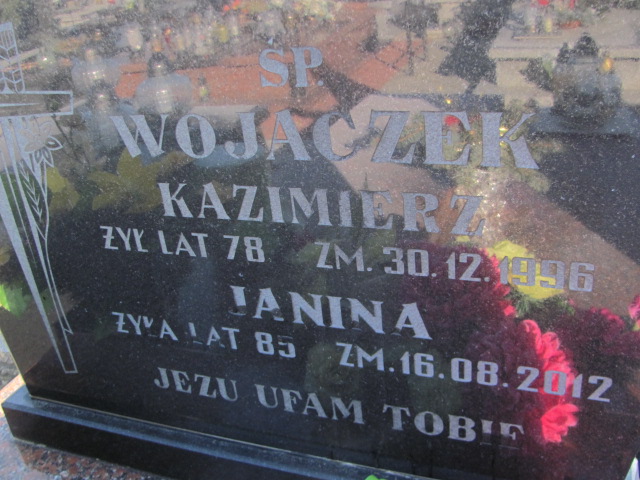 ŚP.
WOJACZEK
KAZIMIERZ
ŻYŁ LAT 78 ZM. 30.12.1996
JANINA
ŻYŁA LAT 85 ZM. 16.08.2012
JEZU UFAM TOBIE